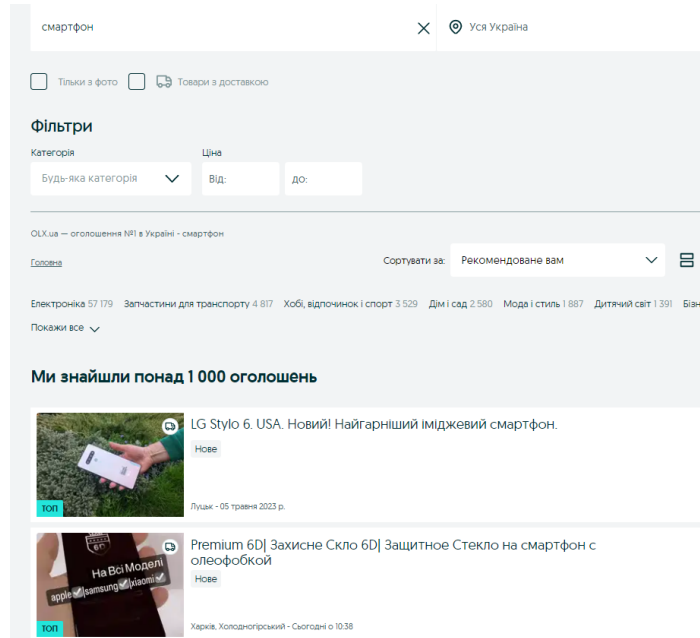 смартфон
Уся Україна
Тільки з фото
Товари з доставкою
Фільтри
Категорія
Ціна
Будь-яка категорія
Від:
до:
OLX.ua — оголошення №1 в Україні - смартфон
Головна
Сортувати за:
Рекомендоване вам
Електроніка 57 179 Запчастини для транспорту 4 817 Хобі, відпочинок і спорт 3 529 Дім і сад 2 580 Мода і стиль 1 887 Дитячий світ 1 391 Бізн
Покажи все
Ми знайшли понад 1 000 оголошень
LG Stylo 6. USA. Новий! Найгарніший іміджевий смартфон.
Нове
ТОП
Луцьк - 05 травня 2023 р.
6D
На Всі Моделі
apple samsung xiaomi
ТОП
Premium 6D| Захисне Скло 6D| Защитное Стекло на смартфон с
олеофобкой
Нове
Харків, Холодногірський - Сьогодні о 10:38